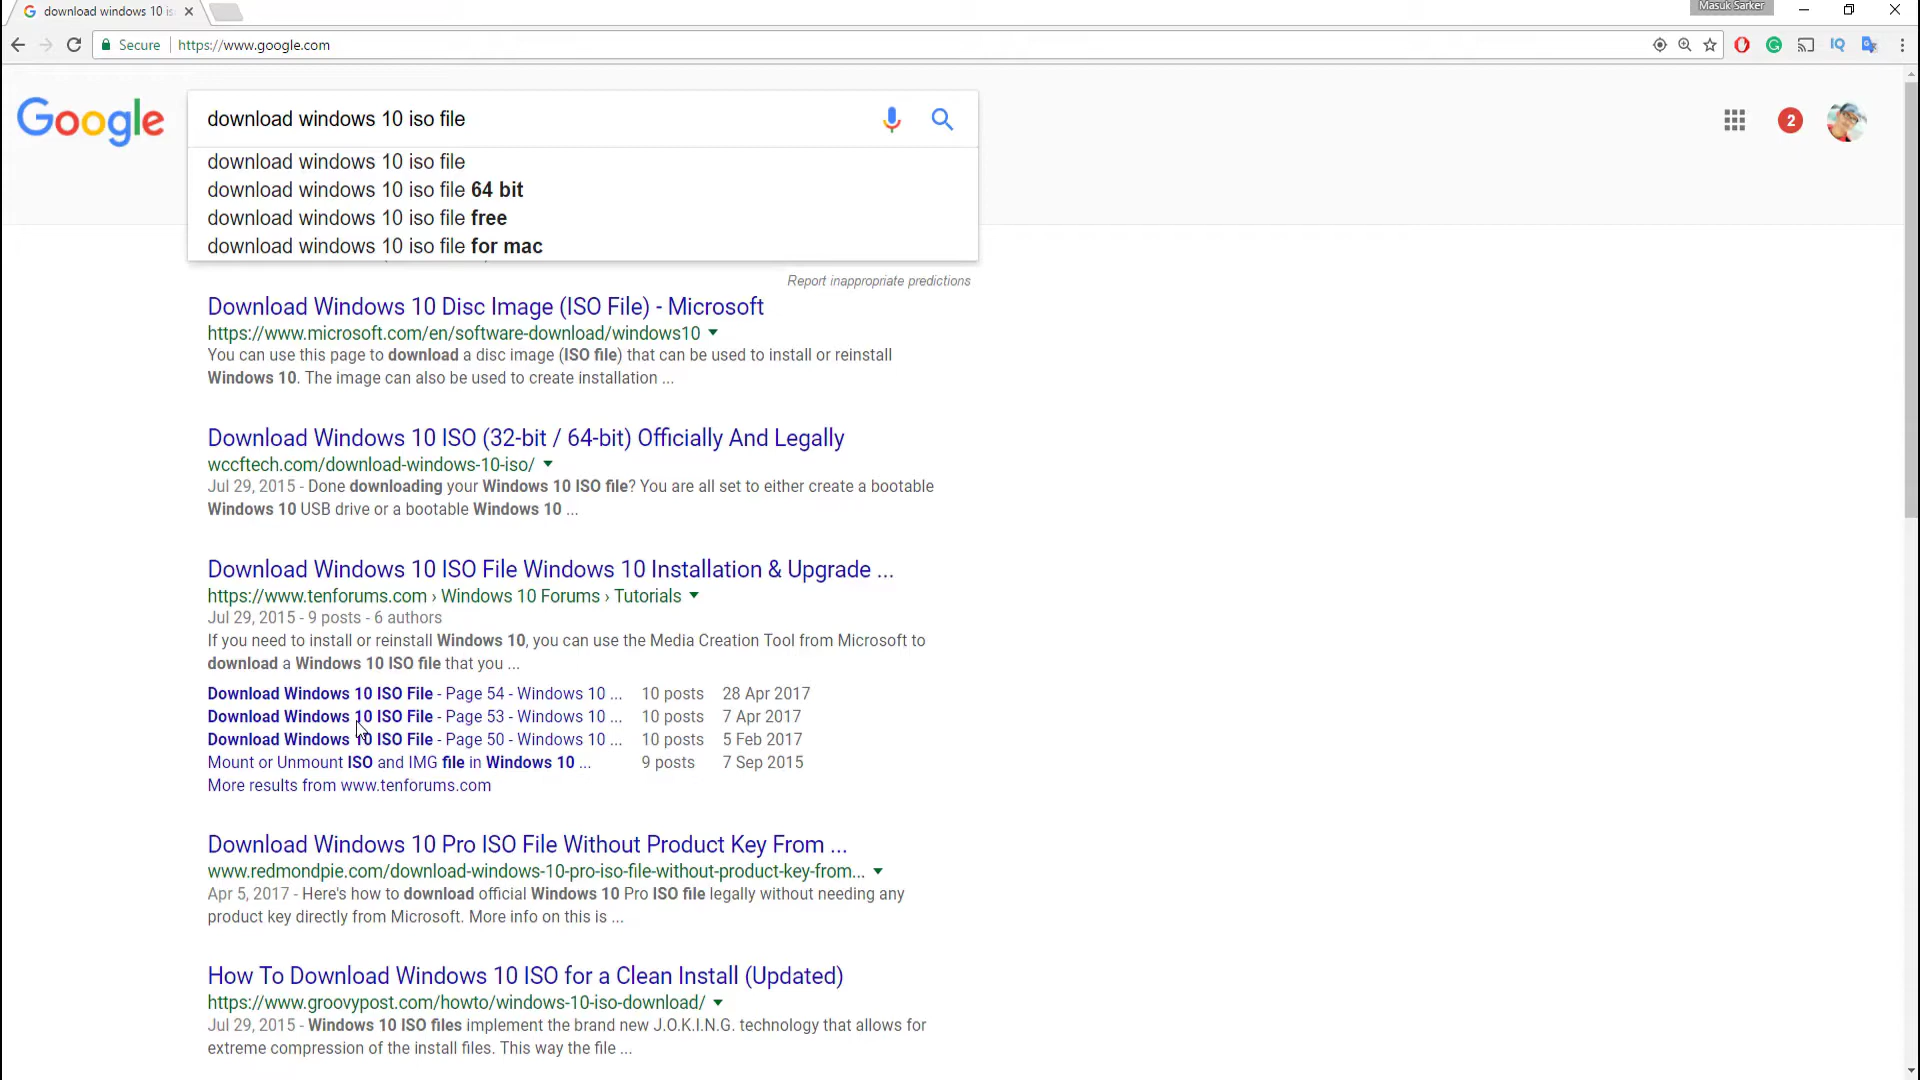 download windows 10 is
Masuk Sarker
Secure https://www.google.com
Google
download windows 10 iso file
2
download windows 10 iso file
download windows 10 iso file 64 bit
download windows 10 iso file free
download windows 10 iso file for mac
Report inappropriate predictions
Download Windows 10 Disc Image (ISO File) - Microsoft
https://www.microsoft.com/en/software-download/windows10
You can use this page to download a disc image (ISO file) that can be used to install or reinstall
Windows 10. The image can also be used to create installation ...
Download Windows 10 ISO (32-bit / 64-bit) Officially And Legally
wccftech.com/download-windows-10-iso/
Jul 29, 2015 - Done downloading your Windows 10 ISO file? You are all set to either create a bootable
Windows 10 USB drive or a bootable Windows 10 ...
Download Windows 10 ISO File Windows 10 Installation & Upgrade ...
https://www.tenforums.com › Windows 10 Forums › Tutorials
Jul 29, 2015 - 9 posts - 6 authors
If you need to install or reinstall Windows 10, you can use the Media Creation Tool from Microsoft to
download a Windows 10 ISO file that you ...
Download Windows 10 ISO File - Page 54 - Windows 10 ... 10 posts 28 Apr 2017
Download Windows 10 ISO File - Page 53 - Windows 10 ... 10 posts 7 Apr 2017
Download Windows 10 ISO File - Page 50 - Windows 10 ... 10 posts 5 Feb 2017
Mount or Unmount ISO and IMG file in Windows 10 ... 9 posts 7 Sep 2015
More results from www.tenforums.com
Download Windows 10 Pro ISO File Without Product Key From ...
www.redmondpie.com/download-windows-10-pro-iso-file-without-product-key-from...
Apr 5, 2017 - Here's how to download official Windows 10 Pro ISO file legally without needing any
product key directly from Microsoft. More info on this is ...
How To Download Windows 10 ISO for a Clean Install (Updated)
https://www.groovypost.com/howto/windows-10-iso-download/
Jul 29, 2015 - Windows 10 ISO files implement the brand new J.O.K.I.N.G. technology that allows for
extreme compression of the install files. This way the file ...